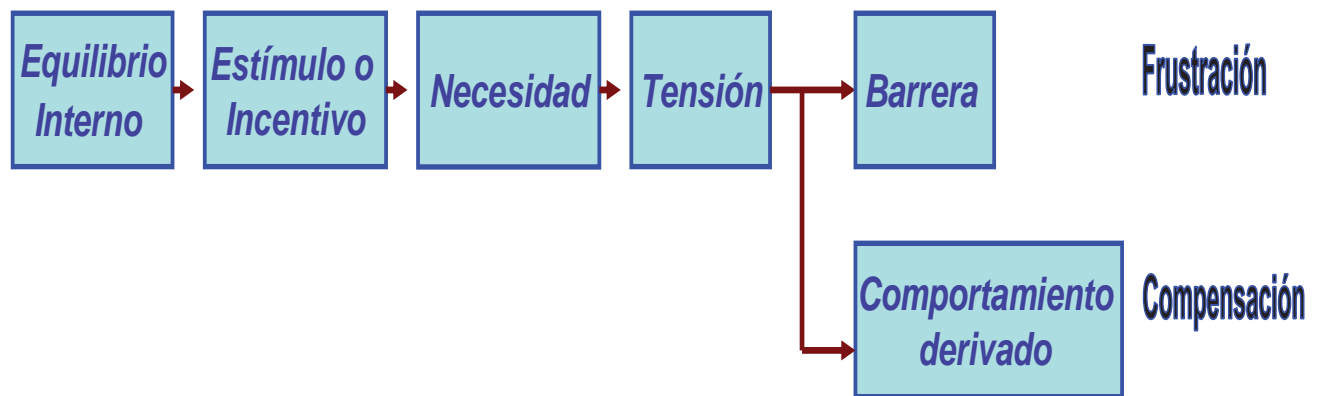 Equilibrio
Interno
Estímulo o
Incentivo
Necesidad
Tensión
Barrera
Frustración
Comportamiento
derivado
Compensación